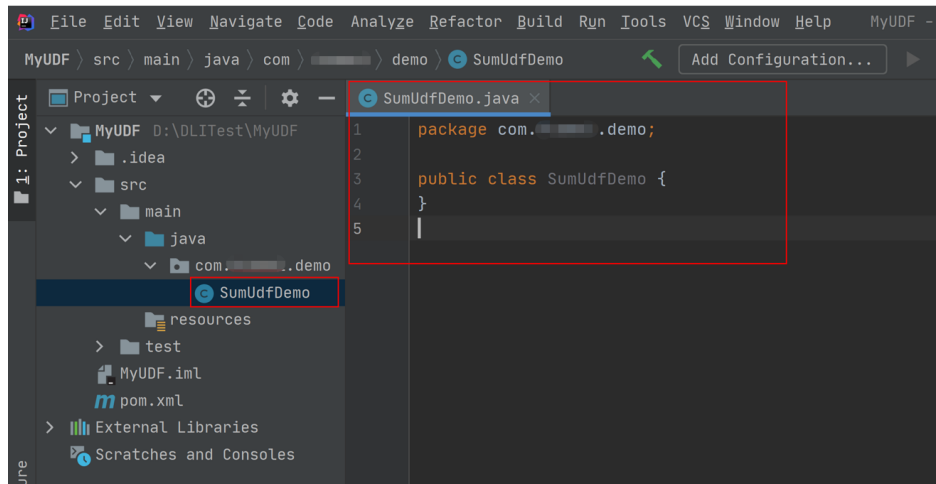 File Edit View Navigate Code Analyze Refactor Build Run Tools VCS Window Help MyUDF -
MyUDF src main java com demo SumUdfDemo Add Configuration...
1: Project
Project
SumUdfDemo.java
MyUDF D:\DLITest\MyUDF
.idea
src
main
java
com. .demo
SumUdfDemo
resources
test
MyUDF.iml
pom.xml
External Libraries
Scratches and Consoles
1 package com. .demo;
2
3 public class SumUdfDemo {
4 }
5